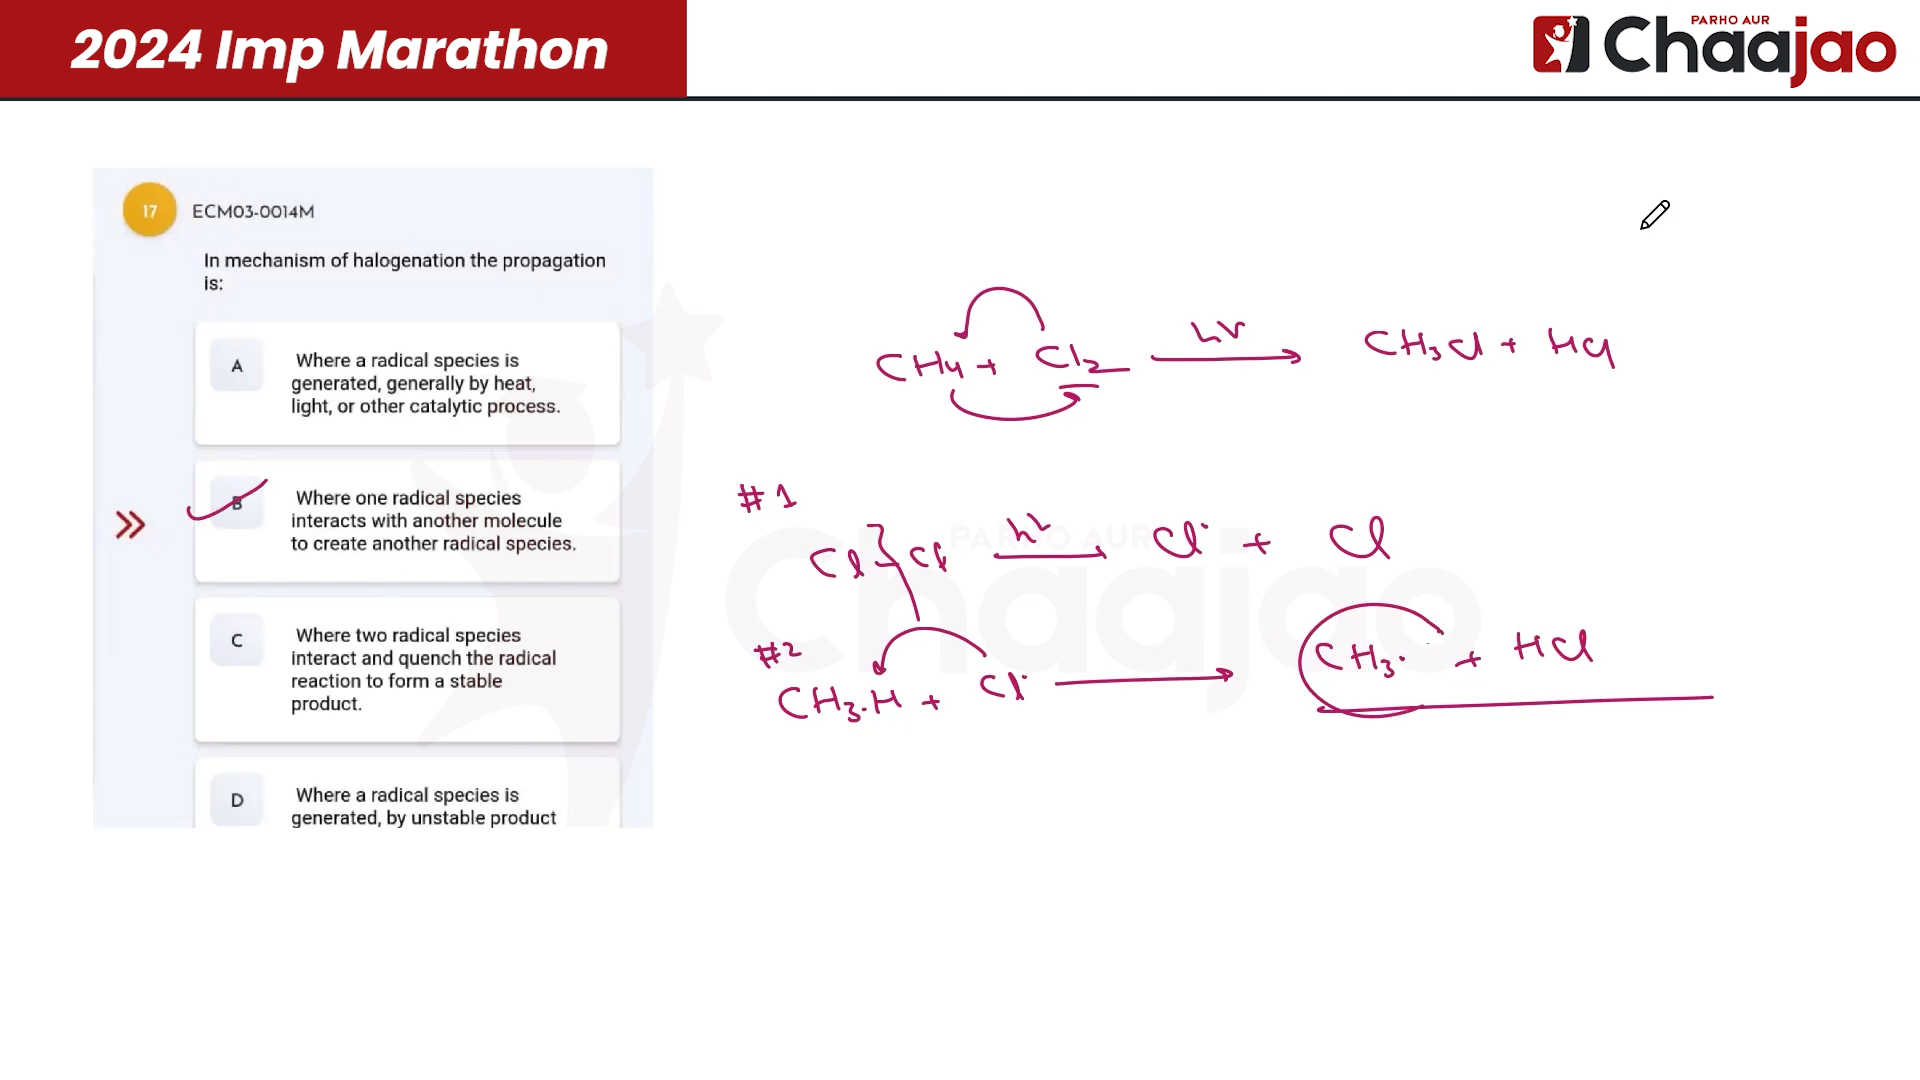 2024 Imp Marathon
PARHO AUR
Chaajao
17 ECM03-0014M
In mechanism of halogenation the propagation
is:
A Where a radical species is
generated, generally by heat,
light, or other catalytic process.
B Where one radical species
interacts with another molecule
to create another radical species.
C Where two radical species
interact and quench the radical
reaction to form a stable
product.
D Where a radical species is
generated, by unstable product
hν
CH4 + Cl2 → CH3Cl + HCl
#1
hν
Cl Cl → Cl· + Cl
#2
CH3·H + Cl· → CH3· + HCl
PARHO AUR
Chaajao